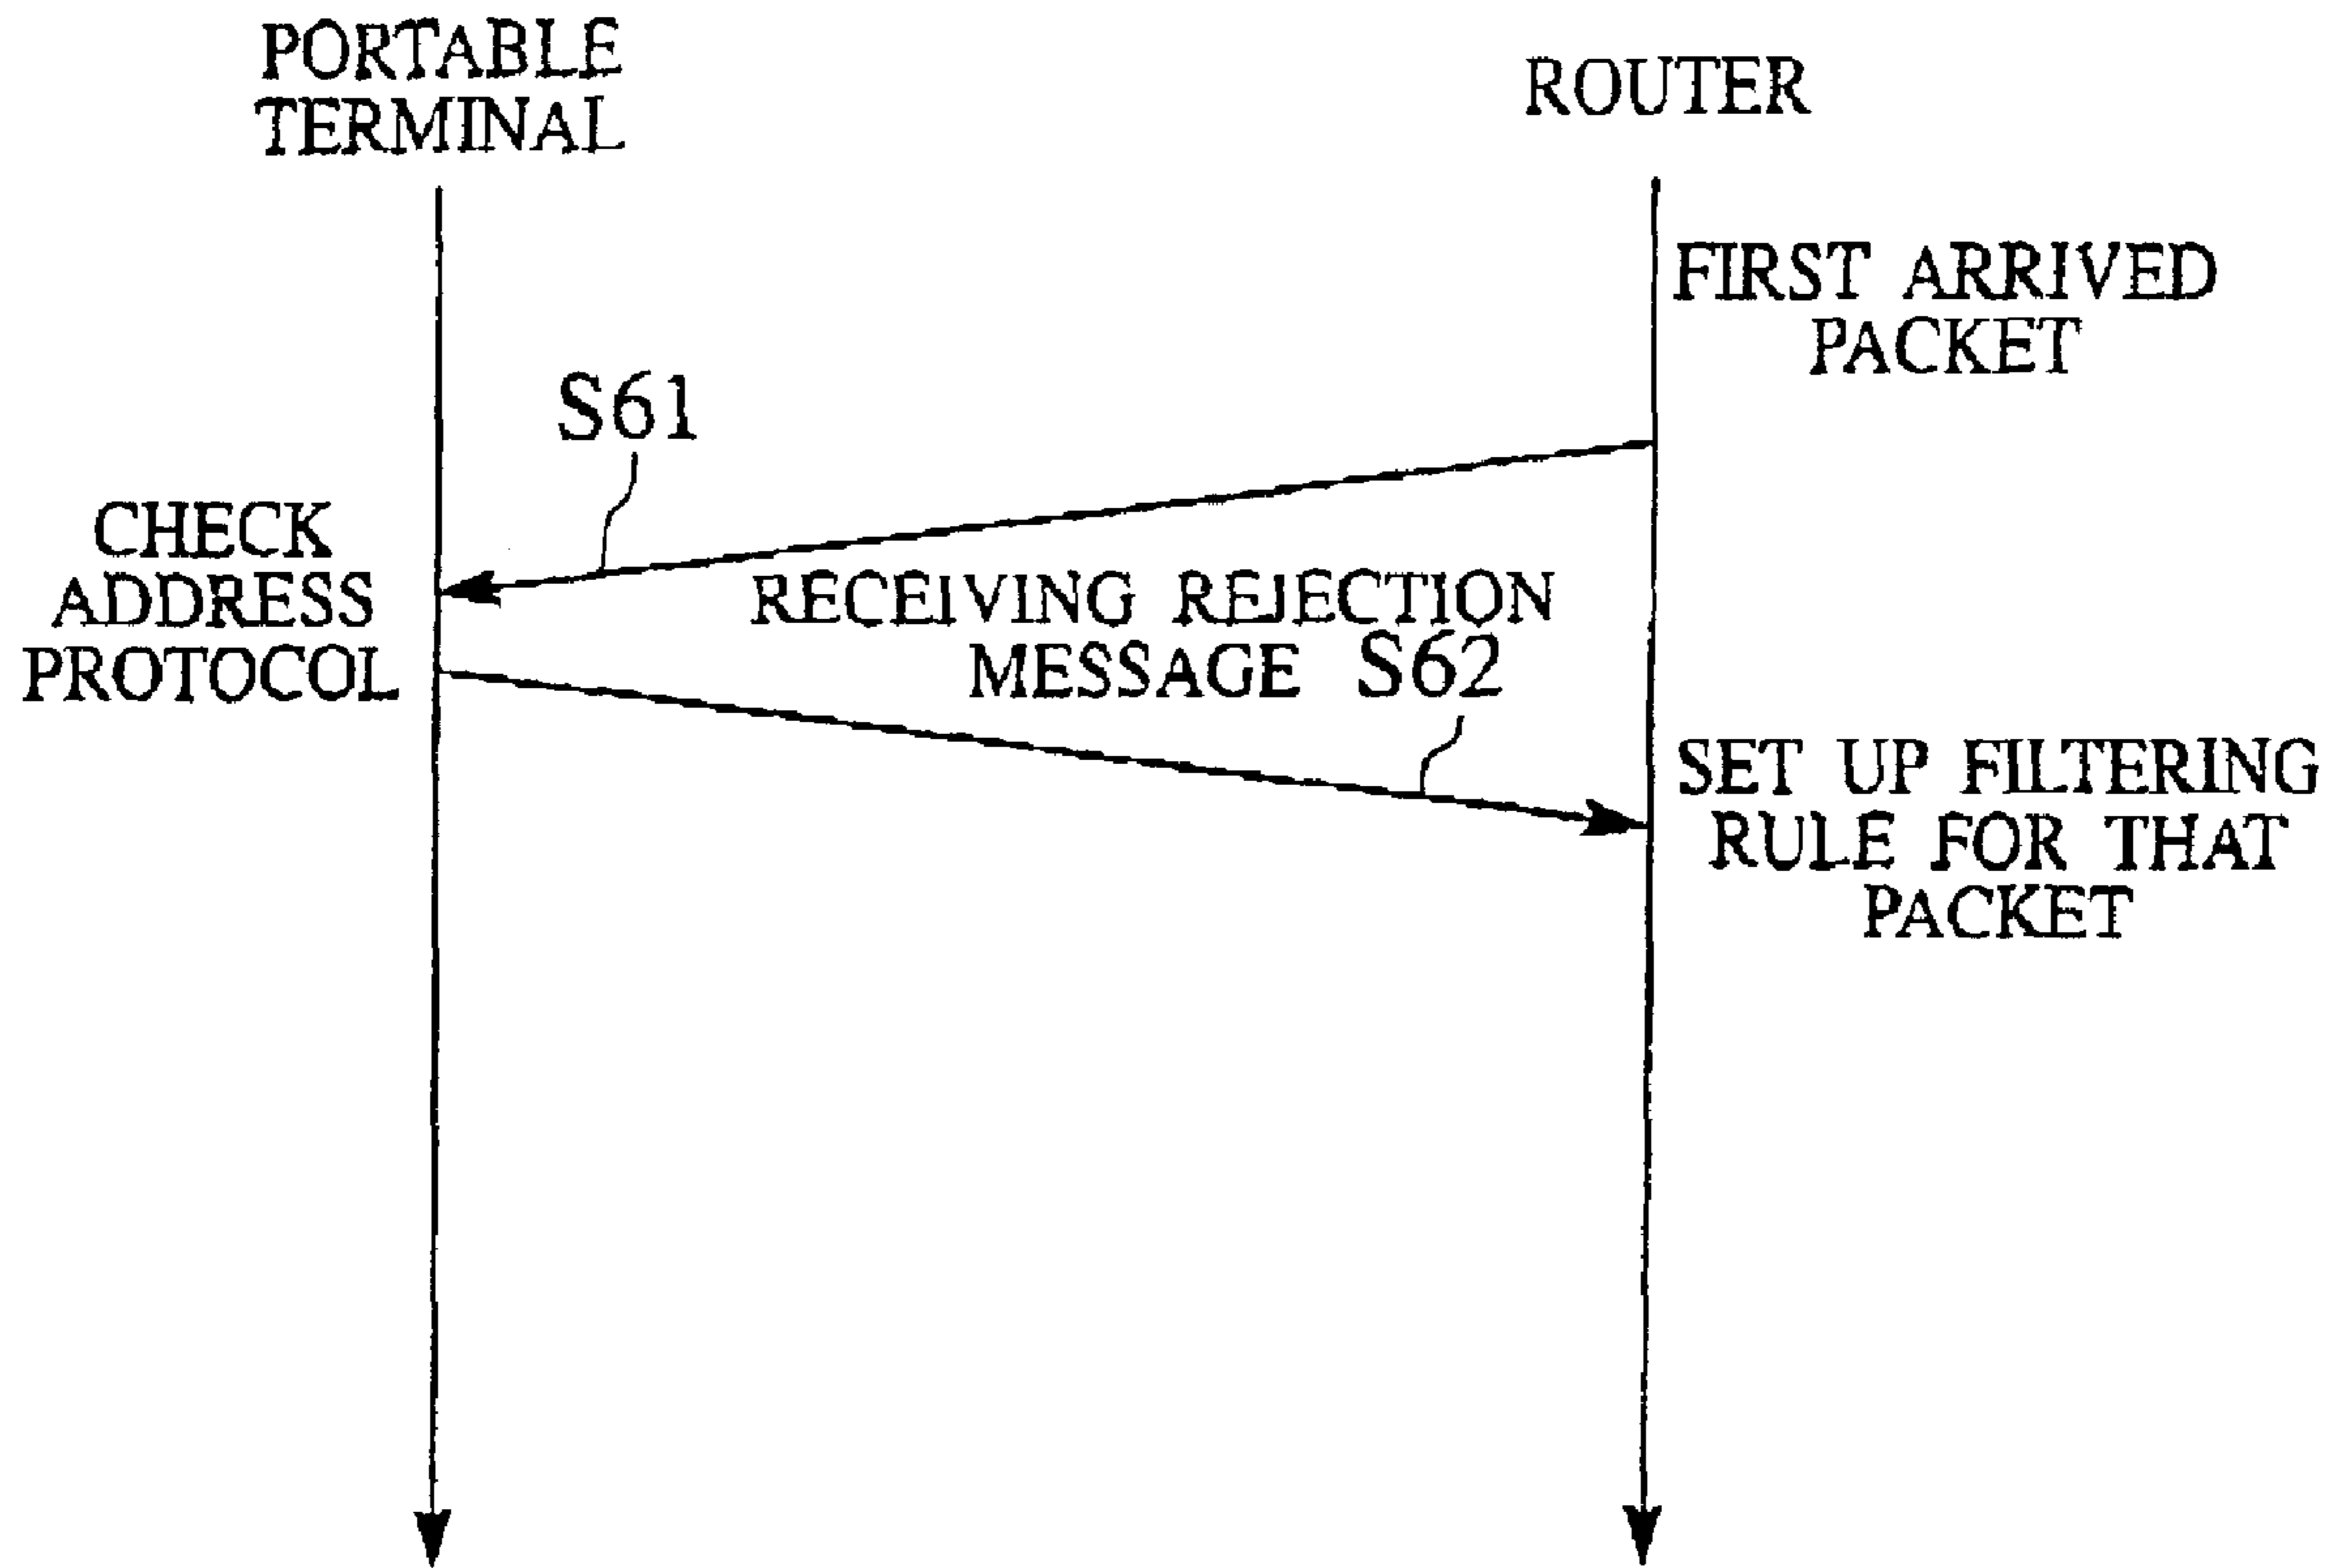 PORTABLE
TERMINAL
ROUTER
FIRST ARRIVED
PACKET
S61
CHECK
ADDRESS
PROTOCOL
RECEIVING REJECTION
MESSAGE S62
SET UP FILTERING
RULE FOR THAT
PACKET